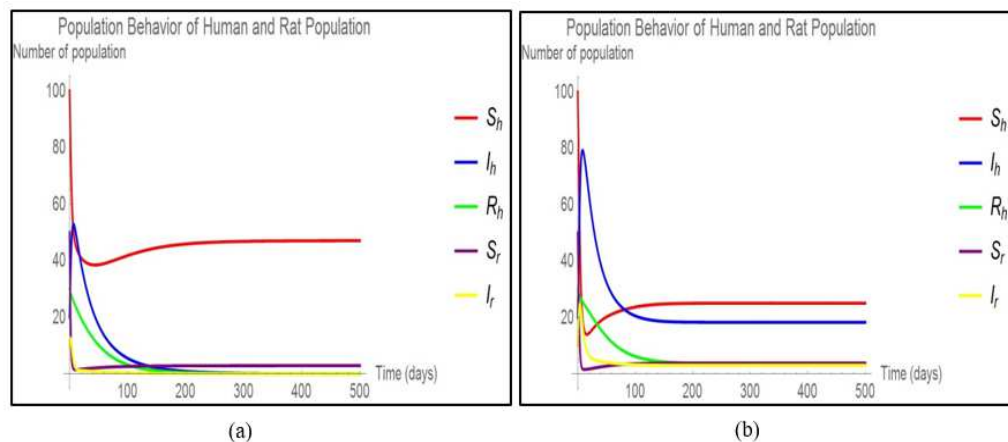 Population Behavior of Human and Rat Population
Number of population
100
80
60
40
20
100
200
300
400
500
Time (days)
S_h
I_h
R_h
S_r
I_r
(a)
Population Behavior of Human and Rat Population
Number of population
100
80
60
40
20
100
200
300
400
500
Time (days)
S_h
I_h
R_h
S_r
I_r
(b)